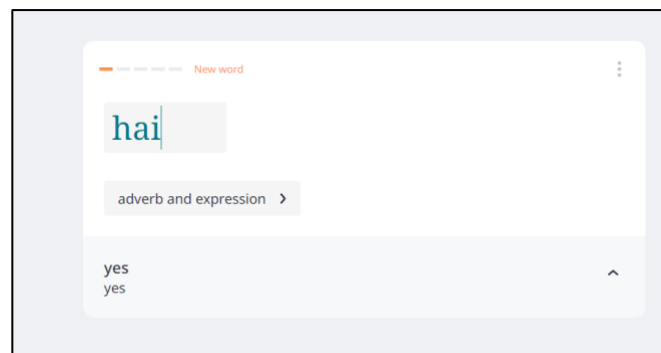 New word
hai
adverb and expression
yes
yes